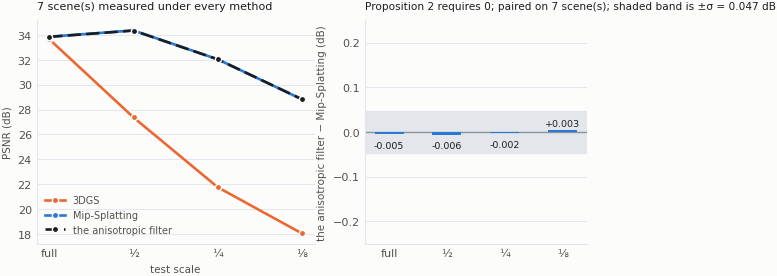 7 scene(s) measured under every method
34
32
30
28
26
24
22
20
18
PSNR (dB)
3DGS
Mip-Splatting
the anisotropic filter
full
½
¼
⅛
test scale
Proposition 2 requires 0; paired on 7 scene(s); shaded band is ±σ = 0.047 dB
the anisotropic filter − Mip-Splatting (dB)
0.2
0.1
0.0
−0.1
−0.2
-0.005
-0.006
-0.002
+0.003
full
½
¼
⅛